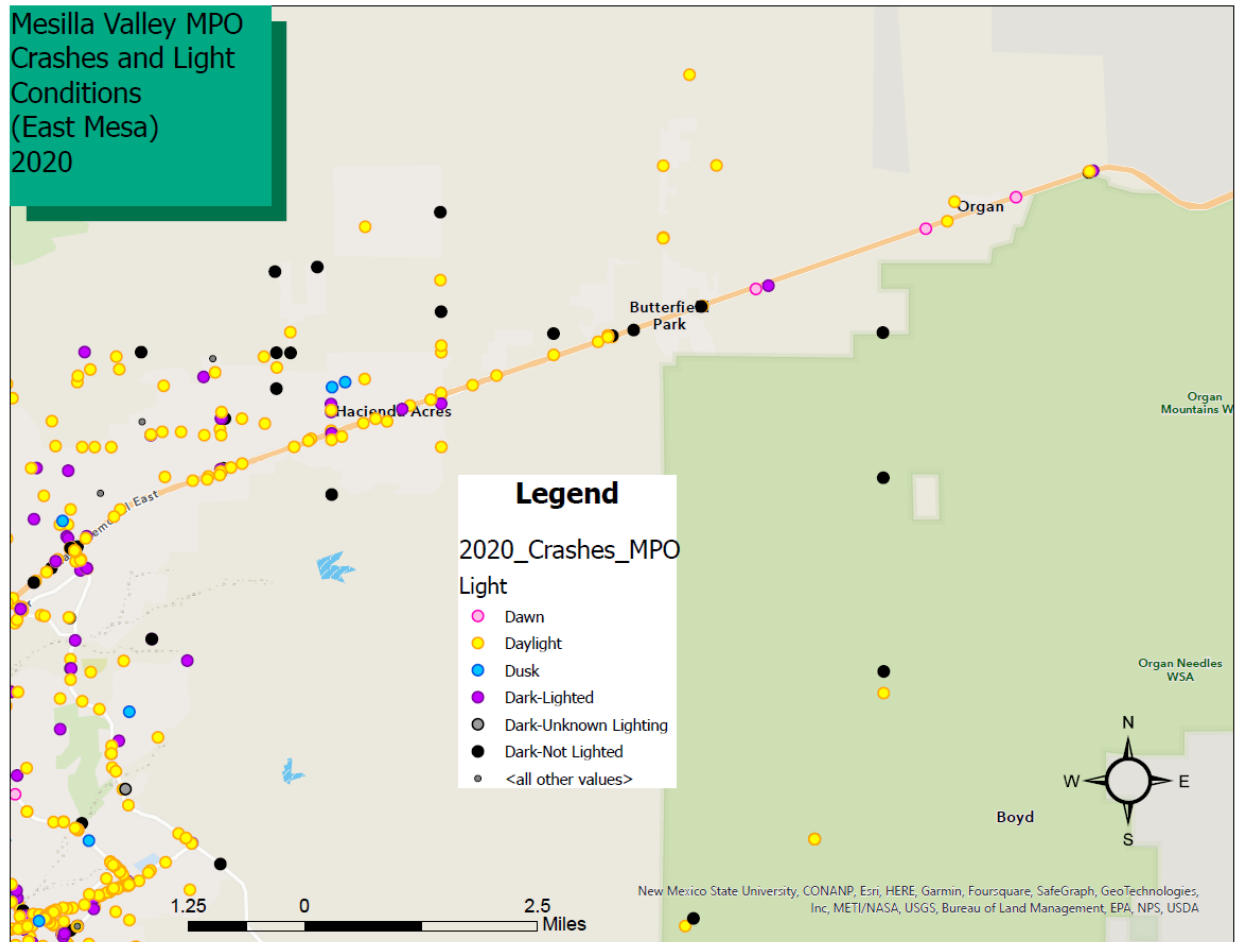 Mesilla Valley MPO
Crashes and Light
Conditions
(East Mesa)
2020
Organ
Butterfield
Park
Organ
Mountains W
Hacienda Acres
East
Legend
2020_Crashes_MPO
Light
Dawn
Daylight
Dusk
Dark-Lighted
Dark-Unknown Lighting
Dark-Not Lighted
<all other values>
Organ Needles
WSA
N
W E
S
Boyd
New Mexico State University, CONANP, Esri, HERE, Garmin, Foursquare, SafeGraph, GeoTechnologies,
Inc, METI/NASA, USGS, Bureau of Land Management, EPA, NPS, USDA
1.25 0 2.5
Miles